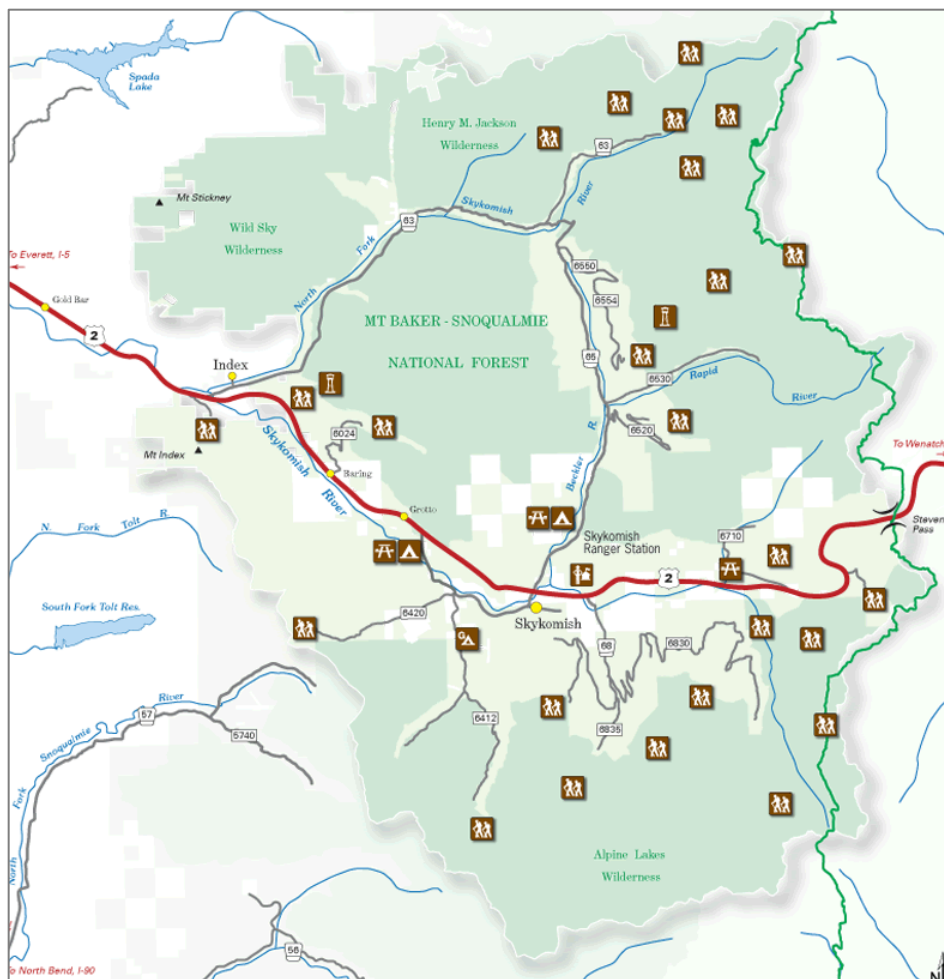 Spada
Lake
Henry M. Jackson
Wilderness
63
Mt Stickney
Skykomish
River
63
Wild Sky
Wilderness
To Everett, I-5
Fork
North
6550
Gold Bar
6554
2
MT BAKER - SNOQUALMIE
NATIONAL FOREST
65
Index
Rapid
River
6530
6024
R.
6520
Mt Index
Skykomish
River
Baring
Beckler
To Wenatch
Grotto
N. Fork Tolt R.
Steven
Pass
Skykomish
Ranger Station
6710
2
South Fork Tolt Res.
6420
Skykomish
G
68
6830
River
57
Snoqualmie
6412
6835
5740
Fork
North
Alpine Lakes
Wilderness
56
To North Bend, I-90
N